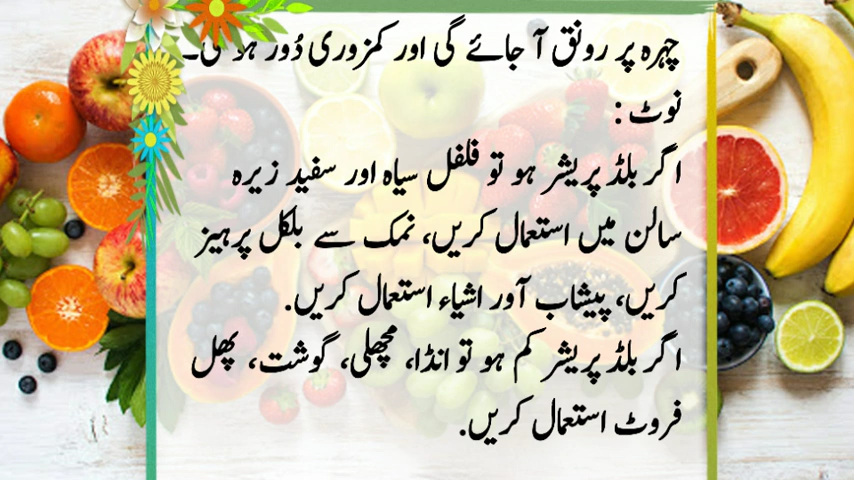 چہرہ پر رونق آ جائے گی اور کمزوری دُور ہو گی۔
نوٹ :
اگر بلڈ پریشر ہو تو فلفل سیاہ اور سفید زیرہ
سالن میں استعمال کریں، نمک سے بلکل پرہیز
کریں، پیشاب آور اشیاء استعمال کریں.
اگر بلڈ پریشر کم ہو تو انڈا، مچھلی، گوشت، پھل
فروٹ استعمال کریں.